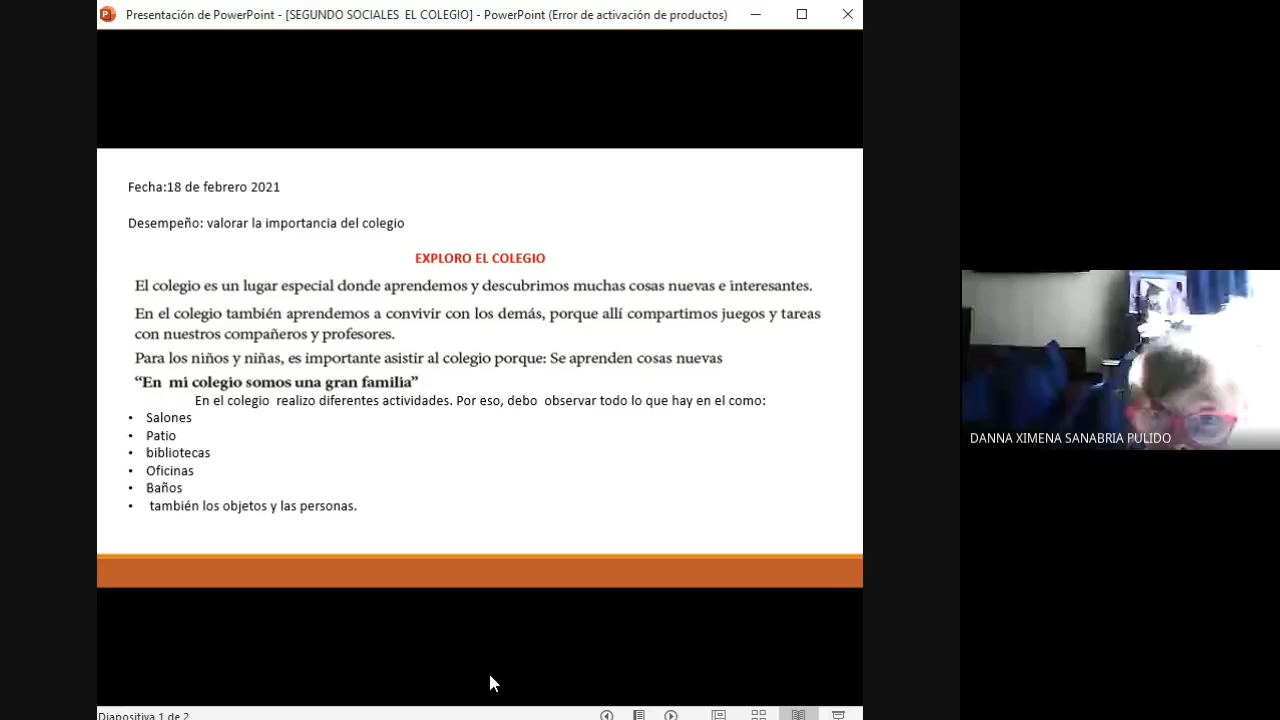 Presentación de PowerPoint - [SEGUNDO SOCIALES  EL COLEGIO] - PowerPoint (Error de activación de productos)
Fecha:18 de febrero 2021
Desempeño: valorar la importancia del colegio
EXPLORO EL COLEGIO
El colegio es un lugar especial donde aprendemos y descubrimos muchas cosas nuevas e interesantes.
En el colegio también aprendemos a convivir con los demás, porque allí compartimos juegos y tareas
con nuestros compañeros y profesores.
Para los niños y niñas, es importante asistir al colegio porque: Se aprenden cosas nuevas
“En  mi colegio somos una gran familia”
En el colegio  realizo diferentes actividades. Por eso, debo  observar todo lo que hay en el como:
• Salones
• Patio
• bibliotecas
• Oficinas
• Baños
• también los objetos y las personas.
DANNA XIMENA SANABRIA PULIDO
Diapositiva 1 de 2